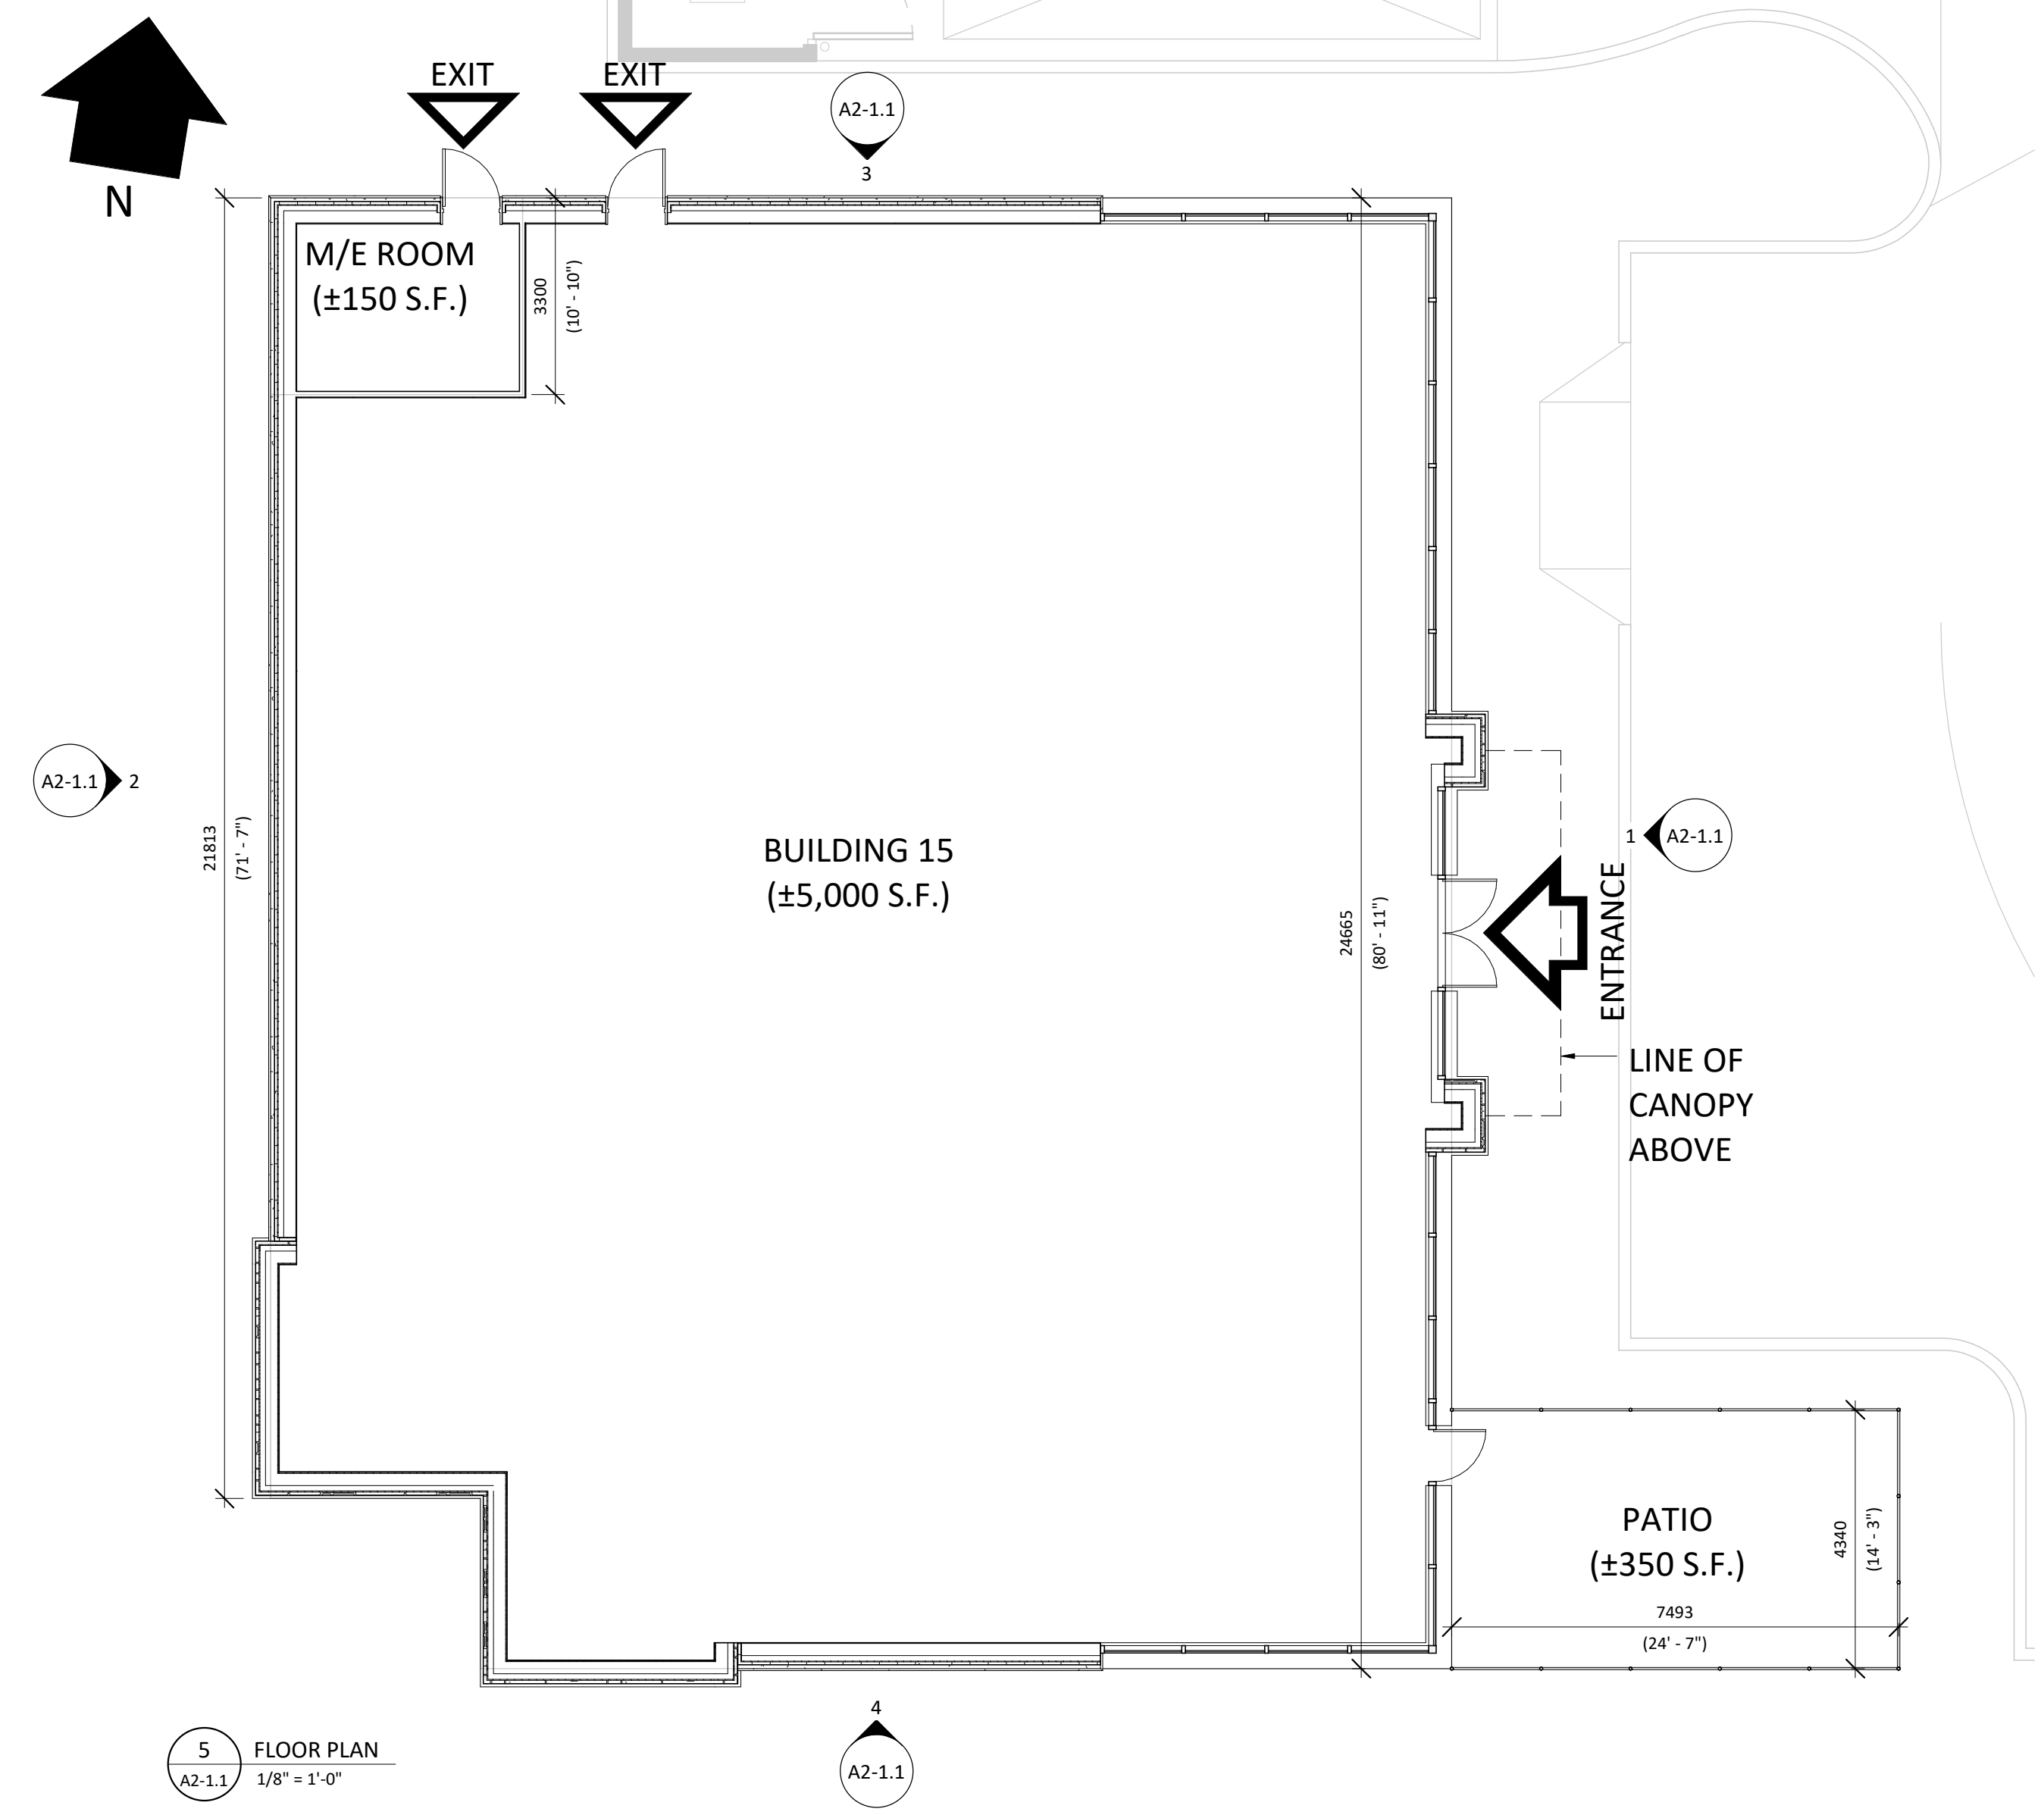 EXIT
EXIT
A2-1.1
3
N
M/E ROOM
(±150 S.F.)
3300
(10' - 10")
A2-1.1
2
21813
(71' - 7")
BUILDING 15
(±5,000 S.F.)
24665
(80' - 11")
1
A2-1.1
ENTRANCE
LINE OF
CANOPY
ABOVE
PATIO
(±350 S.F.)
4340
(14' - 3")
7493
(24' - 7")
4
A2-1.1
5
A2-1.1
FLOOR PLAN
1/8" = 1'-0"